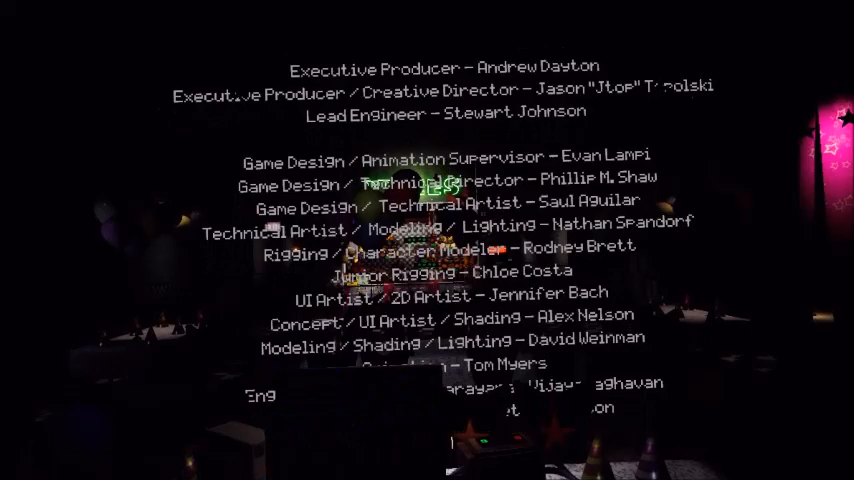 Executive Producer - Andrew Dayton
Executive Producer / Creative Director - Jason "Jtop"
Lead Engineer - Stewart Johnson
Game Design / Animation Supervisor - Evan Lampi
Game Design / Technical Director - Phillip M. Shaw
Game Design / Technical Artist - Saul Aguilar
Technical Artist / Modeling / Lighting - Nathan Spandorf
Rigging / Character Modeler - Rodney Brett
Junior Rigging - Chloe Costa
UI Artist / 2D Artist - Jennifer Bach
Concept / UI Artist / Shading - Alex Nelson
Modeling / Shading / Lighting - David Weinman
- Tom Myers